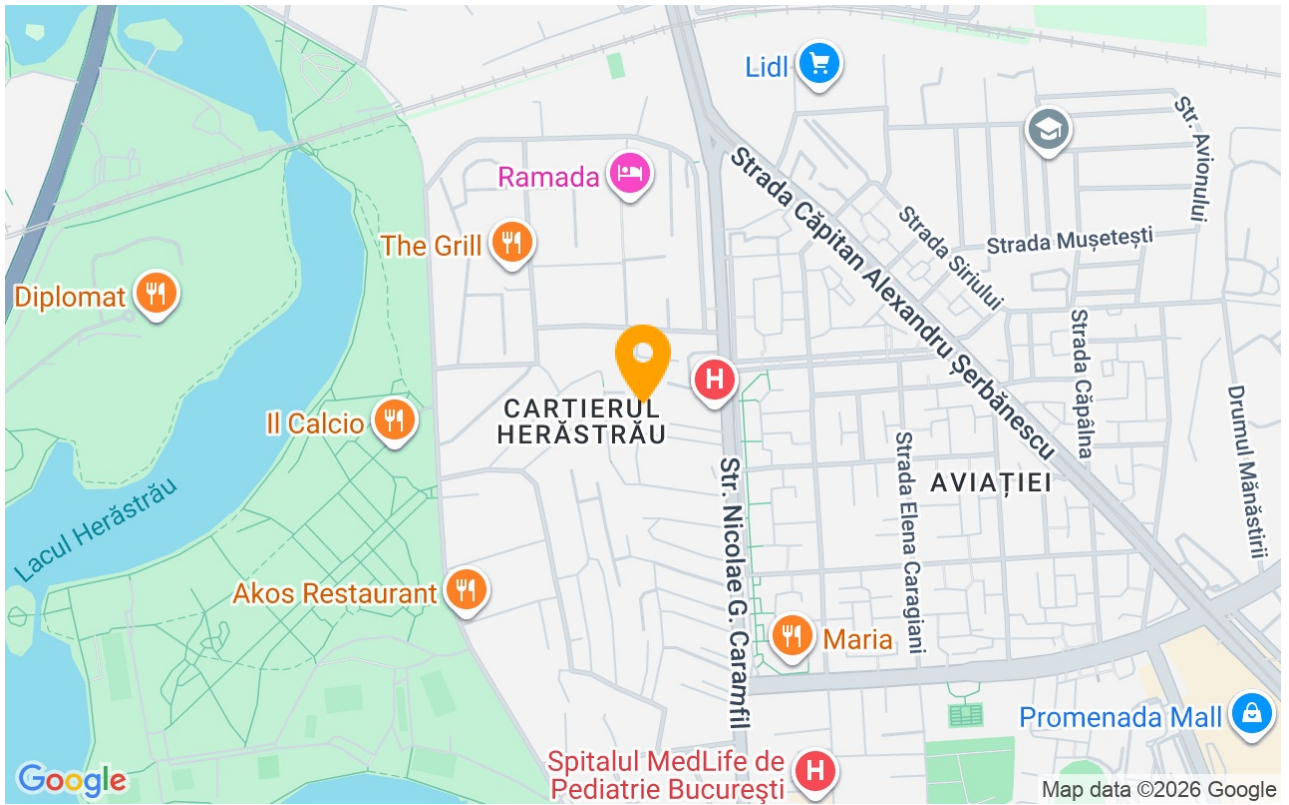 Lidl
Str. Avionului
Ramada
Strada Căpitan Alexandru Șerbănescu
Strada Siriului
Strada Mușetești
The Grill
Diplomat
H
Strada Căpâlna
CARTIERUL
HERĂSTRĂU
Il Calcio
Drumul Mănăstirii
Strada Elena Caragiani
AVIAȚIEI
Str. Nicolae G. Caramfil
Lacul Herăstrău
Akos Restaurant
Maria
Promenada Mall
Spitalul MedLife de
Pediatrie București
H
Google
Map data ©2026 Google